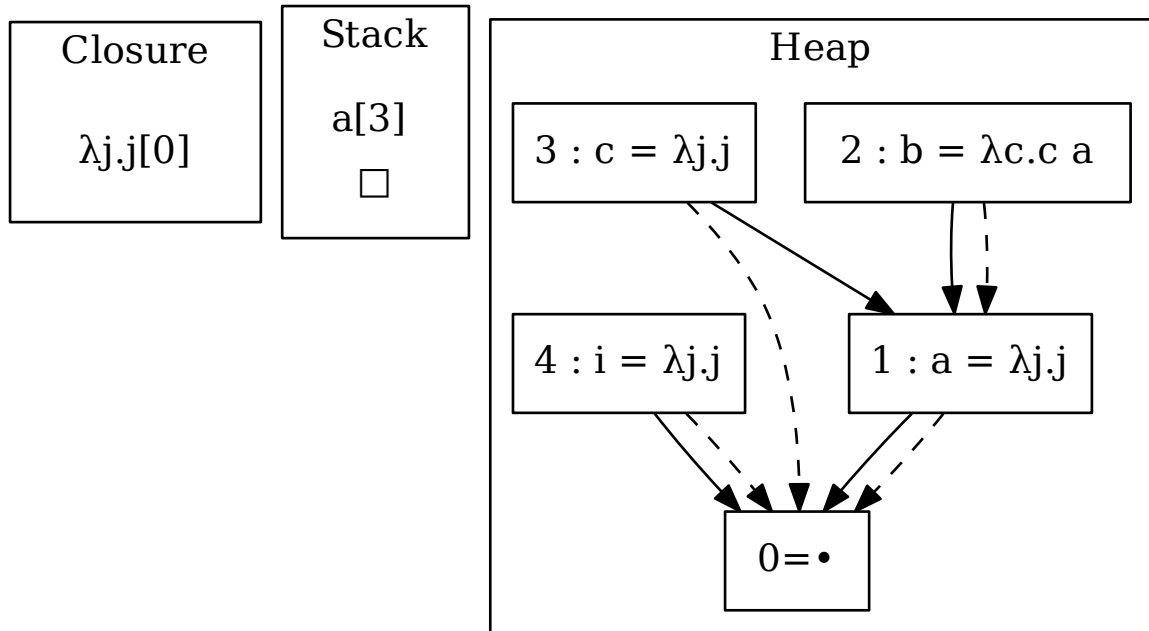 Closure
λj.j[0]
Stack
a[3]
□
Heap
3 : c = λj.j
2 : b = λc.c a
4 : i = λj.j
1 : a = λj.j
0=•